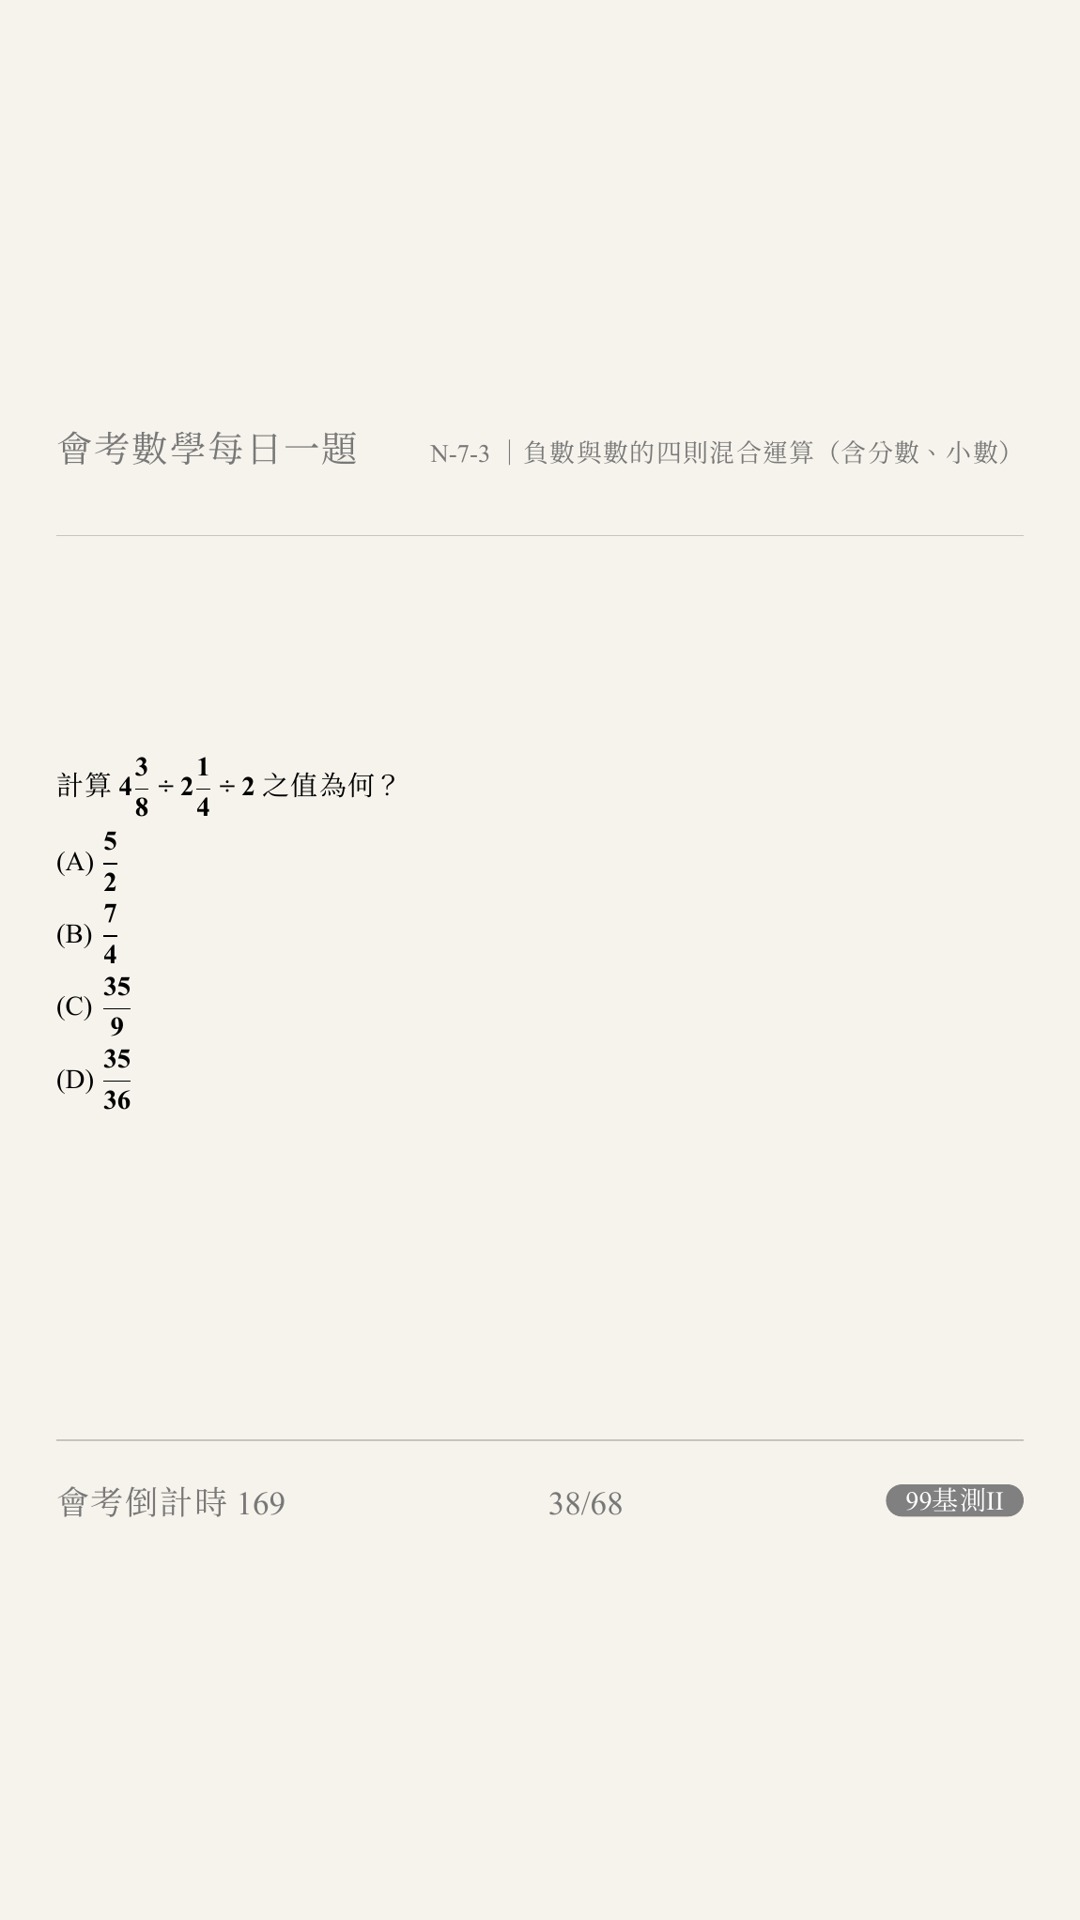 會考數學每日一題
N-7-3｜負數與數的四則混合運算（含分數、小數）
計算 4 3/8 ÷ 2 1/4 ÷ 2 之值為何？
(A) 5/2
(B) 7/4
(C) 35/9
(D) 35/36
會考倒計時 169
38/68
99基測II